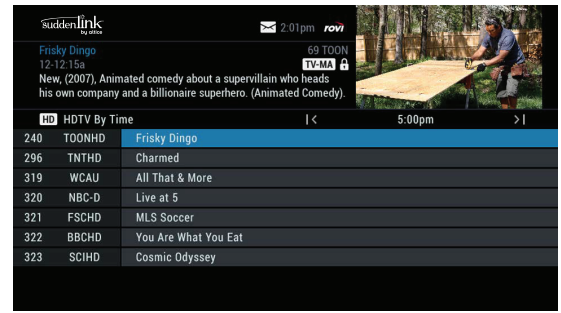 suddenlink
by altice
2:01pm rovi
Frisky Dingo 69 TOON
12-12:15a TV-MA
New, (2007), Animated comedy about a supervillain who heads
his own company and a billionaire superhero. (Animated Comedy).
HD HDTV By Time |< 5:00pm >|
240 TOONHD Frisky Dingo
296 TNTHD Charmed
319 WCAU All That & More
320 NBC-D Live at 5
321 FSCHD MLS Soccer
322 BBCHD You Are What You Eat
323 SCIHD Cosmic Odyssey